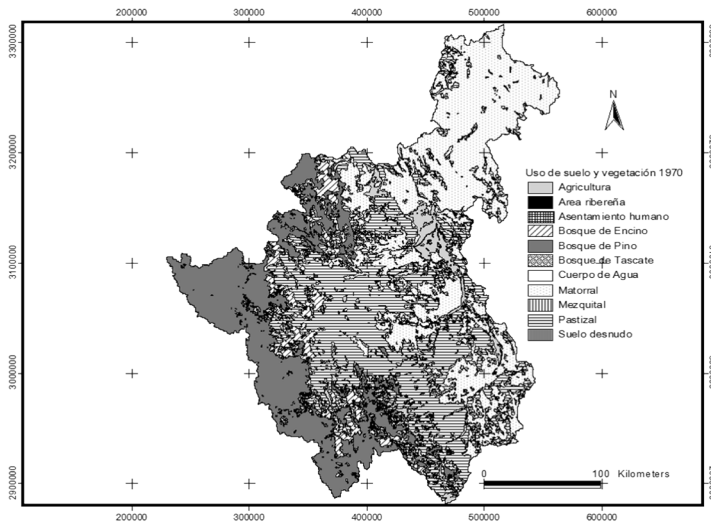 200000 300000 400000 500000 600000
3300000
3200000
3100000
3000000
2900000
N
Uso de suelo y vegetación 1970
Agricultura
Area ribereña
Asentamiento humano
Bosque de Encino
Bosque de Pino
Bosque de Tascate
Cuerpo de Agua
Matorral
Mezquital
Pastizal
Suelo desnudo
0 100 Kilometers
200000 300000 400000 500000 600000